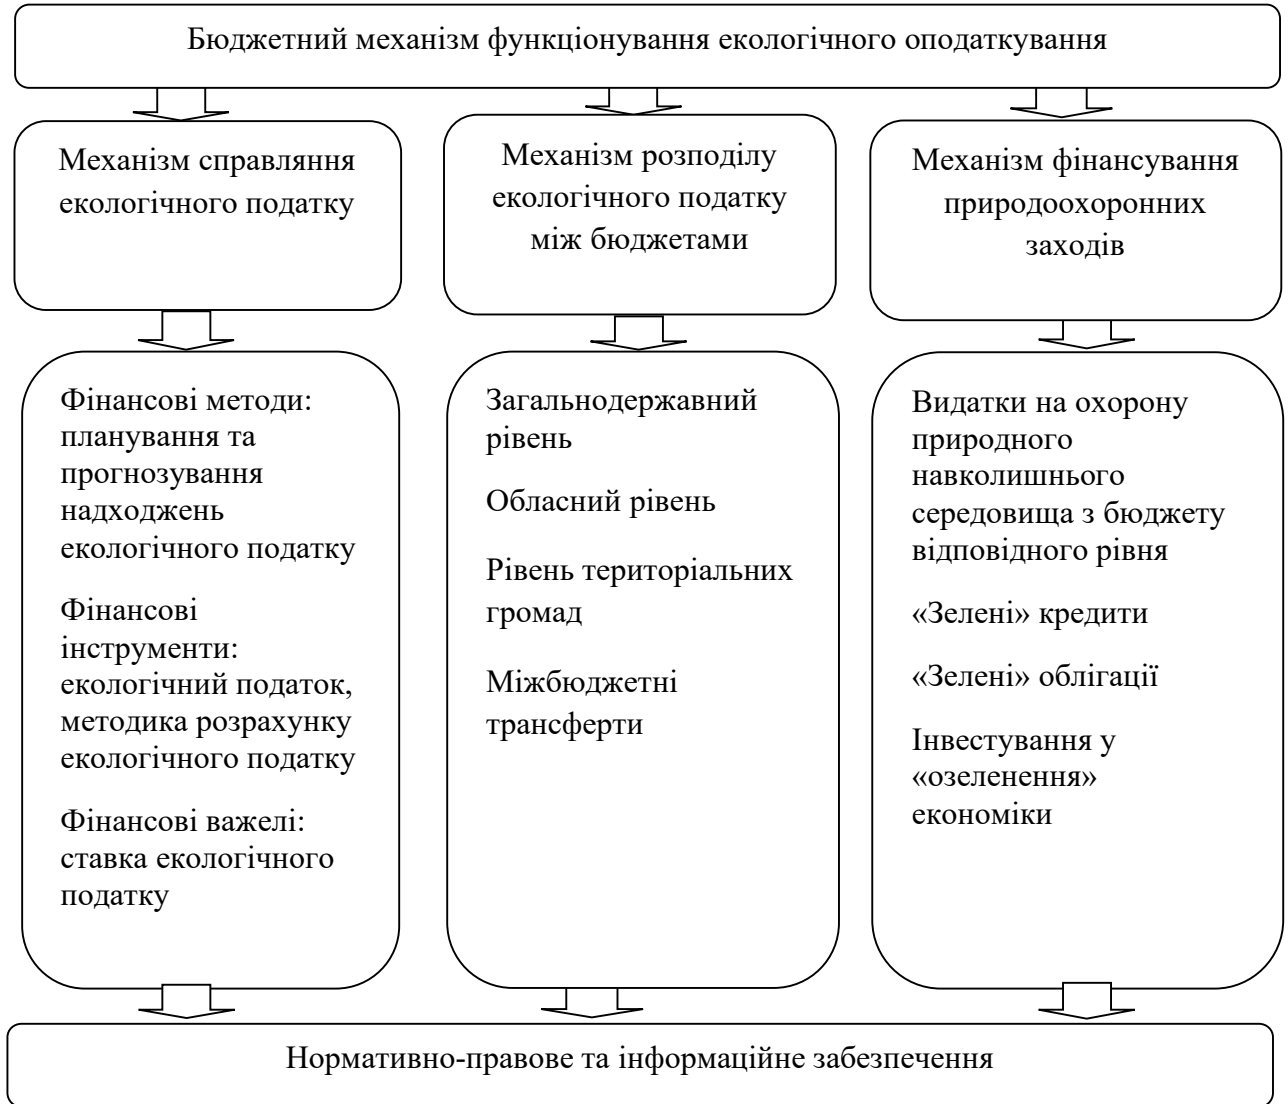 Бюджетний механізм функціонування екологічного оподаткування
Механізм справляння
екологічного податку
Механізм розподілу
екологічного податку
між бюджетами
Механізм фінансування
природоохоронних
заходів
Фінансові методи:
планування та
прогнозування
надходжень
екологічного податку
Фінансові
інструменти:
екологічний податок,
методика розрахунку
екологічного податку
Фінансові важелі:
ставка екологічного
податку
Загальнодержавний
рівень
Обласний рівень
Рівень територіальних
громад
Міжбюджетні
трансферти
Видатки на охорону
природного
навколишнього
середовища з бюджету
відповідного рівня
«Зелені» кредити
«Зелені» облігації
Інвестування у
«озеленення»
економіки
Нормативно-правове та інформаційне забезпечення